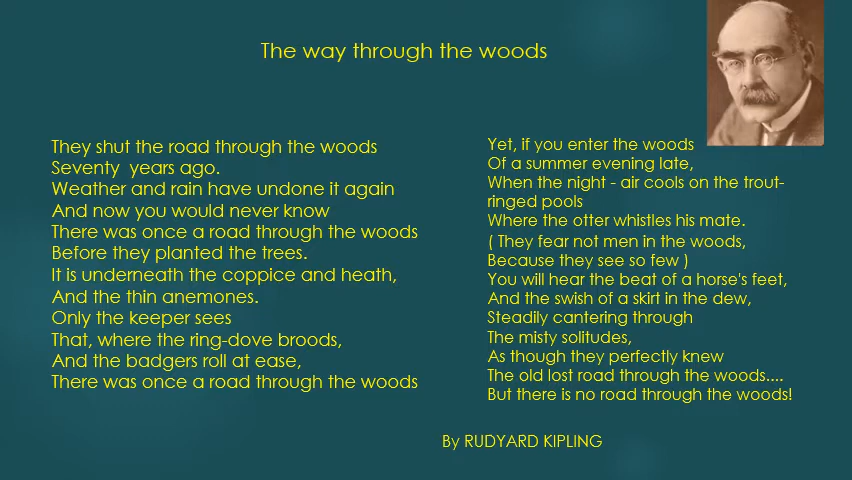 The way through the woods
They shut the road through the woods
Seventy  years ago.
Weather and rain have undone it again
And now you would never know
There was once a road through the woods
Before they planted the trees.
It is underneath the coppice and heath,
And the thin anemones.
Only the keeper sees
That, where the ring-dove broods,
And the badgers roll at ease,
There was once a road through the woods
Yet, if you enter the woods
Of a summer evening late,
When the night - air cools on the trout-
ringed pools
Where the otter whistles his mate.
( They fear not men in the woods,
Because they see so few )
You will hear the beat of a horse's feet,
And the swish of a skirt in the dew,
Steadily cantering through
The misty solitudes,
As though they perfectly knew
The old lost road through the woods....
But there is no road through the woods!
By RUDYARD KIPLING